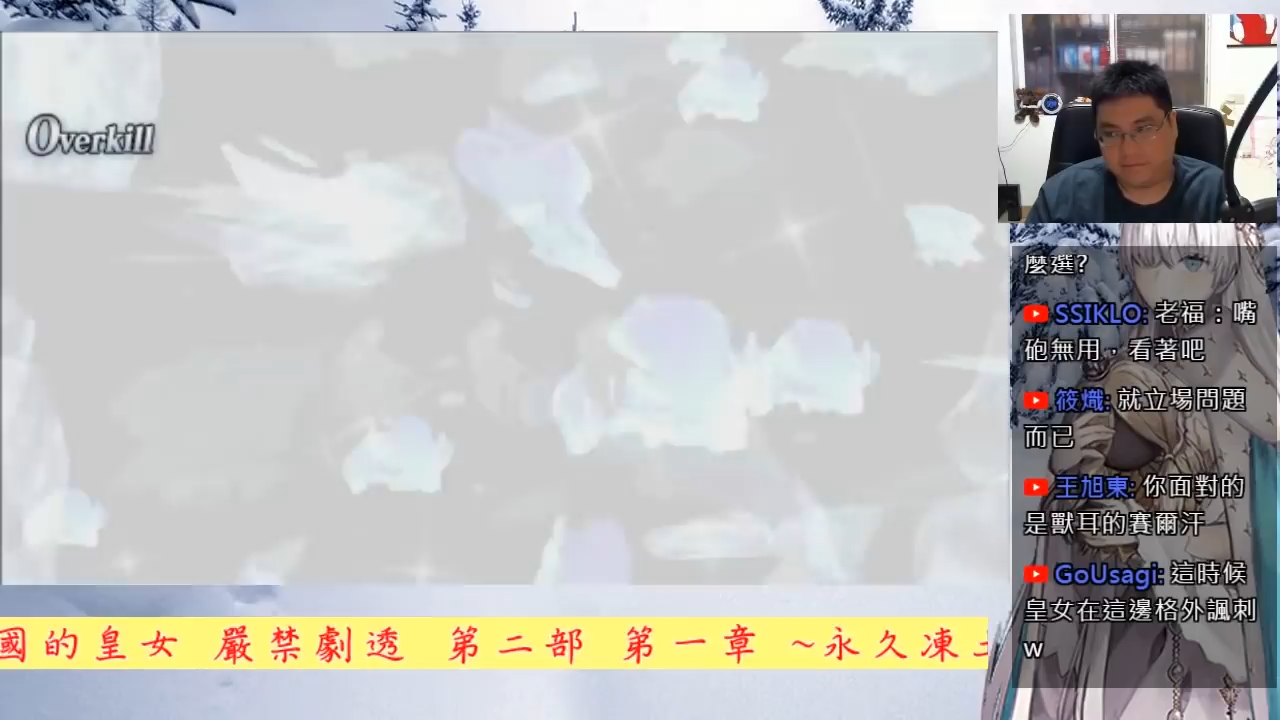 Overkill
麼選?
SSIKLO: 老福：嘴
砲無用，看著吧
筱熾: 就立場問題
而已
王旭東: 你面對的
是獸耳的賽爾汗
GoUsagi: 這時候
皇女在這邊格外諷刺
w
國的皇女 嚴禁劇透 第二部 第一章 ~永久凍土